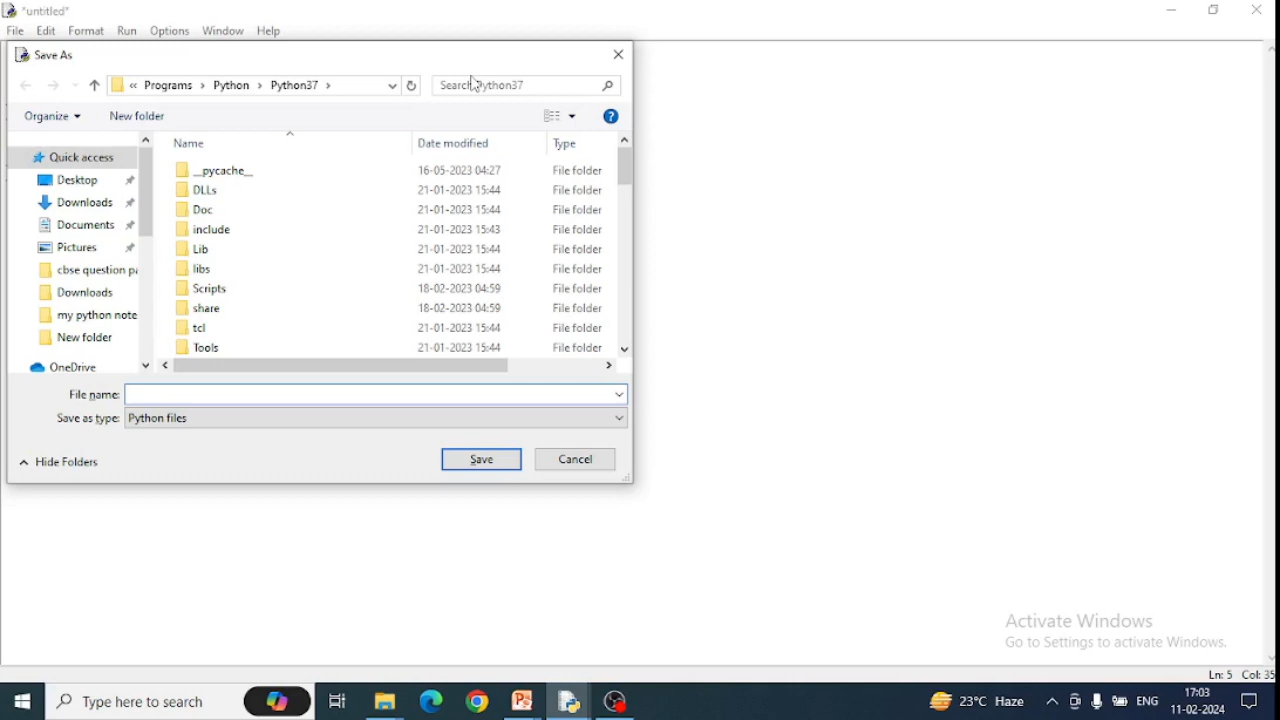 *untitled*
File Edit Format Run Options Window Help
Save As
« Programs › Python › Python37 ›
Search Python37
Organize
New folder
Name Date modified Type
Quick access
Desktop
Downloads
Documents
Pictures
cbse question pa
Downloads
my python note
New folder
OneDrive
__pycache__ 16-05-2023 04:27 File folder
DLLs 21-01-2023 15:44 File folder
Doc 21-01-2023 15:44 File folder
include 21-01-2023 15:43 File folder
Lib 21-01-2023 15:44 File folder
libs 21-01-2023 15:44 File folder
Scripts 18-02-2023 04:59 File folder
share 18-02-2023 04:59 File folder
tcl 21-01-2023 15:44 File folder
Tools 21-01-2023 15:44 File folder
File name:
Save as type: Python files
Hide Folders
Save Cancel
Activate Windows
Go to Settings to activate Windows.
Ln: 5 Col: 35
Type here to search
23°C Haze
ENG
17:03
11-02-2024